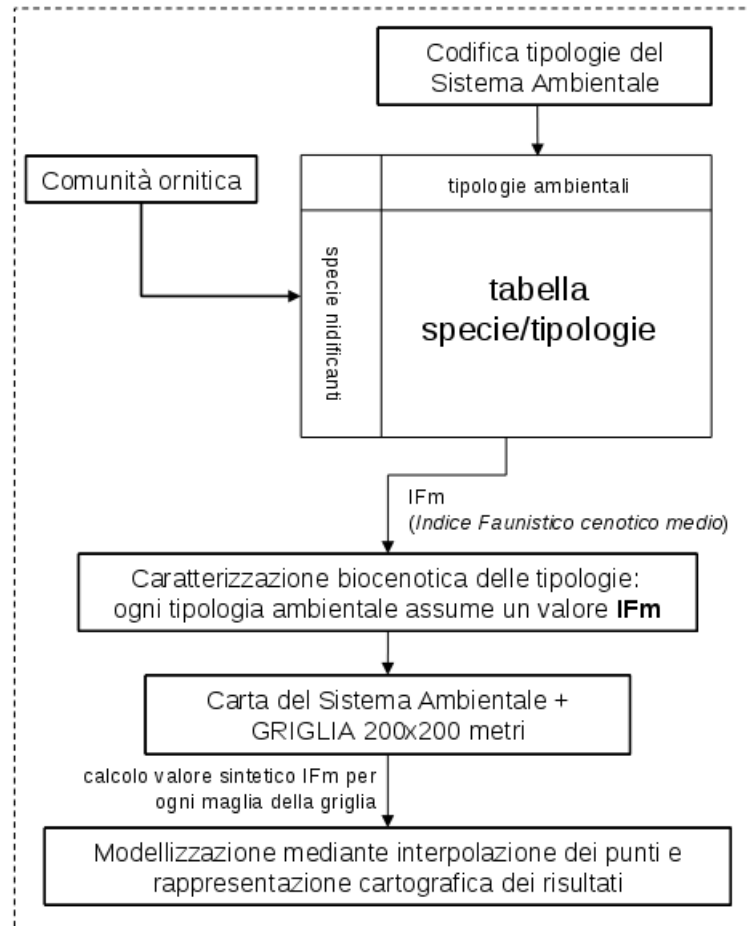 Codifica tipologie del
Sistema Ambientale
Comunità ornitica
tipologie ambientali
specie nidificanti
tabella
specie/tipologie
IFm
(Indice Faunistico cenotico medio)
Caratterizzazione biocenotica delle tipologie:
ogni tipologia ambientale assume un valore IFm
Carta del Sistema Ambientale +
GRIGLIA 200x200 metri
calcolo valore sintetico IFm per
ogni maglia della griglia
Modellizzazione mediante interpolazione dei punti e
rappresentazione cartografica dei risultati